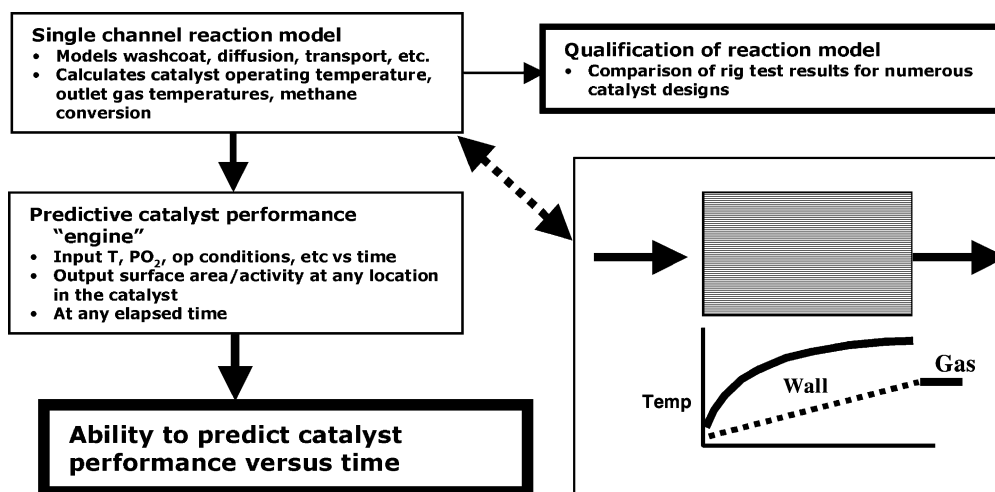 Single channel reaction model
• Models washcoat, diffusion, transport, etc.
• Calculates catalyst operating temperature,
outlet gas temperatures, methane
conversion
Qualification of reaction model
• Comparison of rig test results for numerous
catalyst designs
Predictive catalyst performance
“engine”
• Input T, PO₂, op conditions, etc vs time
• Output surface area/activity at any location
in the catalyst
• At any elapsed time
Ability to predict catalyst
performance versus time
Gas
Wall
Temp